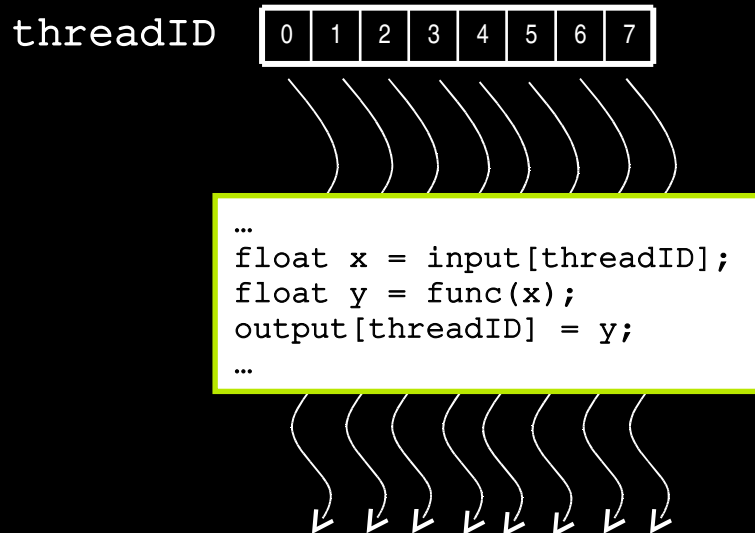 threadID 0 1 2 3 4 5 6 7
…
float x = input[threadID];
float y = func(x);
output[threadID] = y;
…